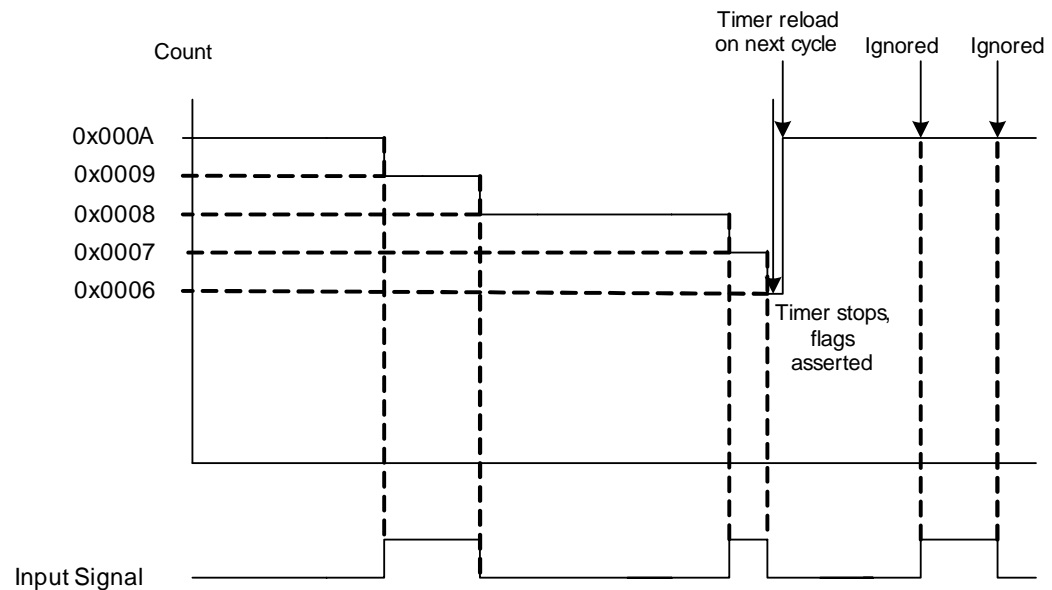 Timer reload
on next cycle
Ignored
Ignored
Count
0x000A
0x0009
0x0008
0x0007
0x0006
Timer stops,
flags
asserted
Input Signal